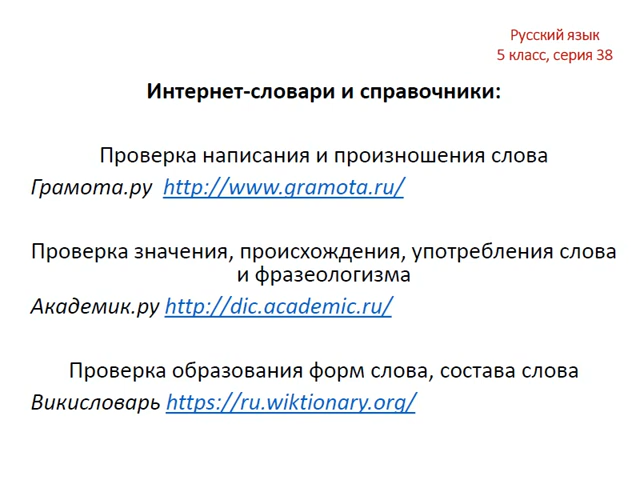 Русский язык
5 класс, серия 38
Интернет-словари и справочники:
Проверка написания и произношения слова
Грамота.ру http://www.gramota.ru/
Проверка значения, происхождения, употребления слова
и фразеологизма
Академик.ру http://dic.academic.ru/
Проверка образования форм слова, состава слова
Викисловарь https://ru.wiktionary.org/